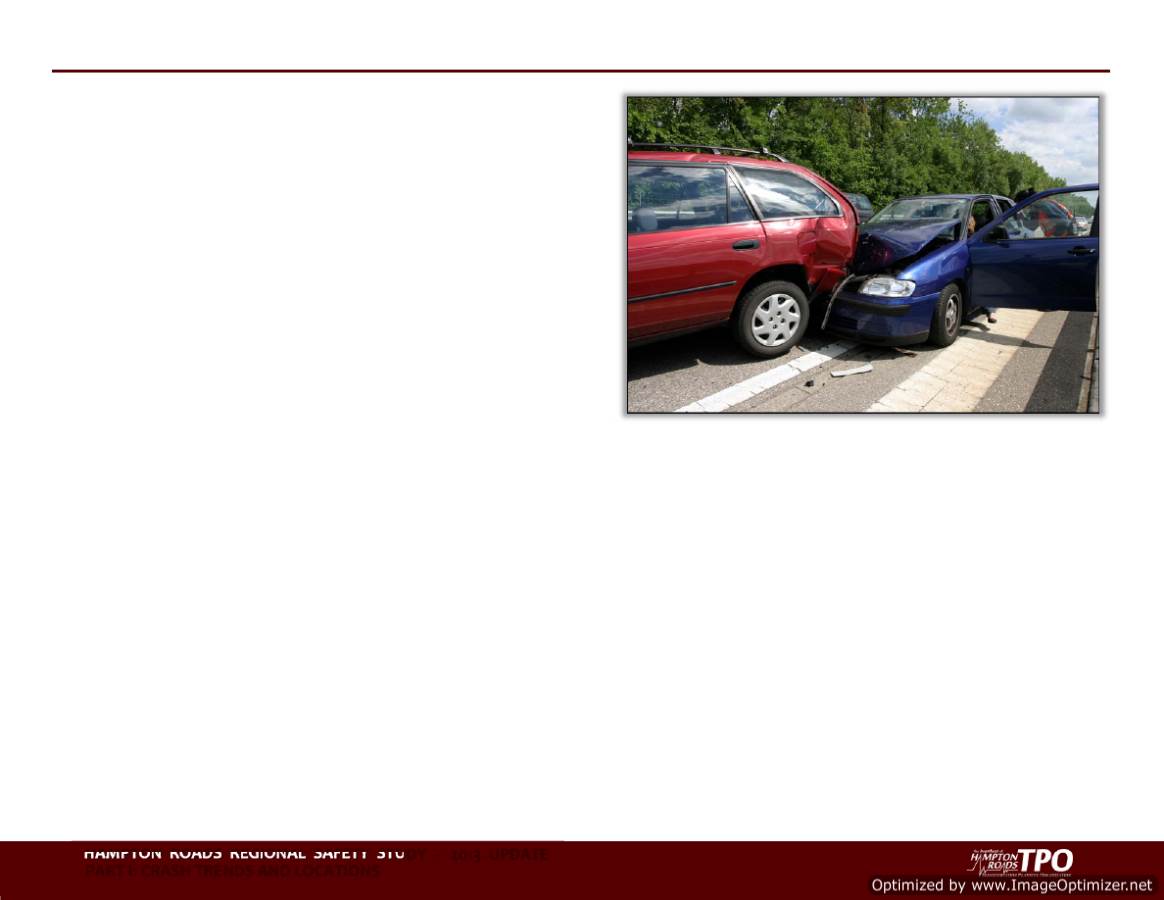 HAMPTON ROADS REGIONAL SAFETY STUDY 2013 UPDATE
PART I: CRASH TRENDS AND LOCATIONS
HAMPTON
ROADS TPO
Optimized by www.ImageOptimizer.net